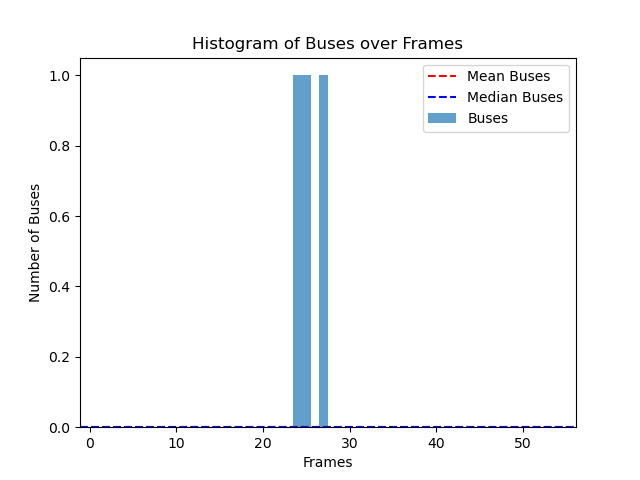 Histogram of Buses over Frames
Mean Buses
Median Buses
Buses
1.0
0.8
0.6
0.4
0.2
0.0
Number of Buses
0 10 20 30 40 50
Frames